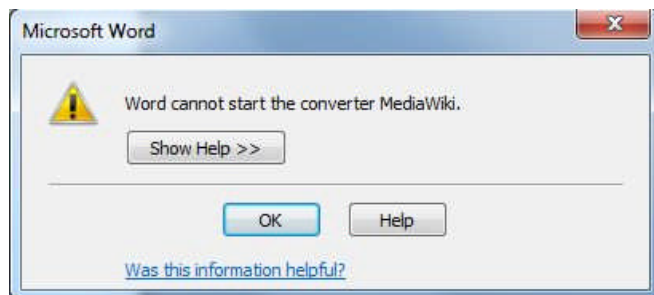 Microsoft Word
Word cannot start the converter MediaWiki.
Show Help >>
OK
Help
Was this information helpful?